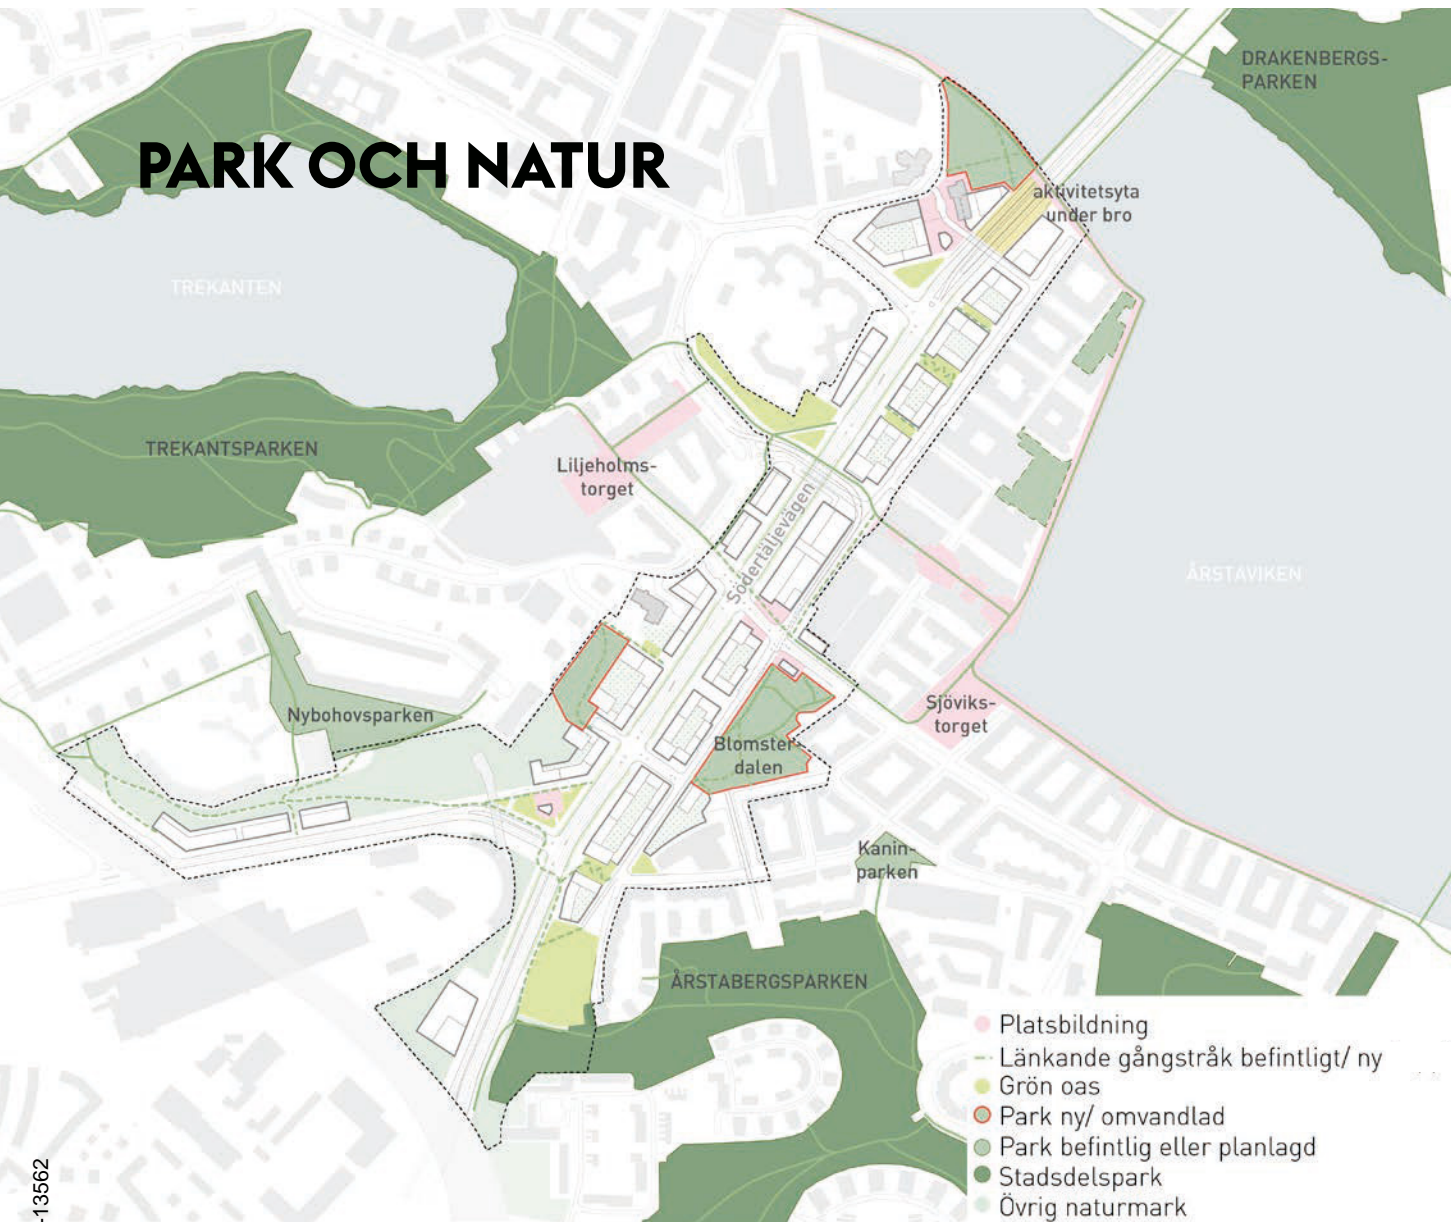 DRAKENBERGS-
PARKEN
PARK OCH NATUR
aktivitetsyta
under bro
TREKANTEN
TREKANTSPARKEN
Liljeholms-
torget
Södertäljevägen
ÅRSTAVIKEN
Nybohovsparken
Sjöviks-
torget
Blomster-
dalen
Kanin-
parken
ÅRSTABERGSPARKEN
Platsbildning
Länkande gångstråk befintligt/ ny
Grön oas
Park ny/ omvandlad
Park befintlig eller planlagd
Stadsdelspark
Övrig naturmark
-13562